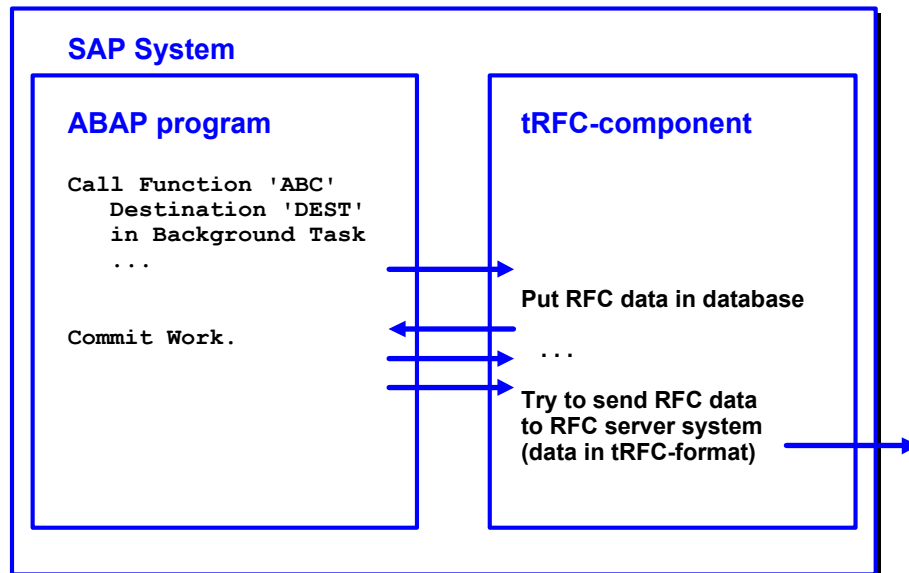 SAP System
ABAP program
Call Function 'ABC'
Destination 'DEST'
in Background Task
...
Commit Work.
tRFC-component
Put RFC data in database
...
Try to send RFC data
to RFC server system
(data in tRFC-format)